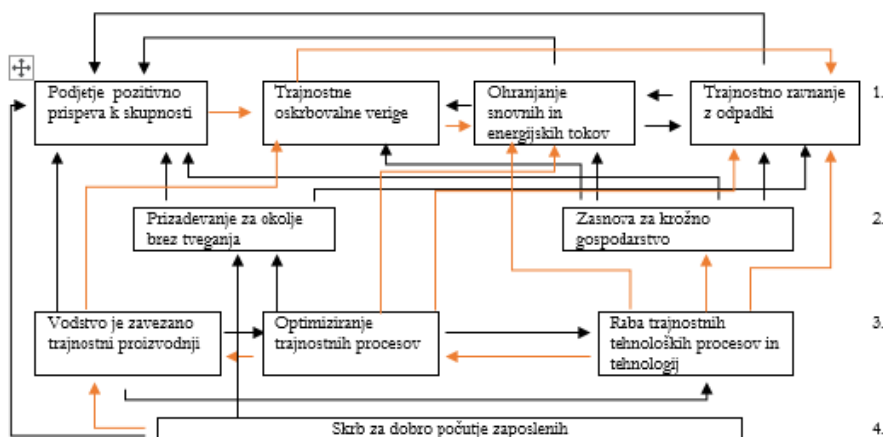 Podjetje pozitivno
prispeva k skupnosti
Trajnostne
oskrbovalne verige
Ohranjanje
snovnih in
energijskih tokov
Trajnostno ravnanje
z odpadki
1.
Prizadevanje za okolje
brez tveganja
Zasnova za krožno
gospodarstvo
2.
Vodstvo je zavezano
trajnostni proizvodnji
Optimiziranje
trajnostnih procesov
Raba trajnostnih
tehnoloških procesov in
tehnologij
3.
Skrb za dobro počutje zaposlenih
4.